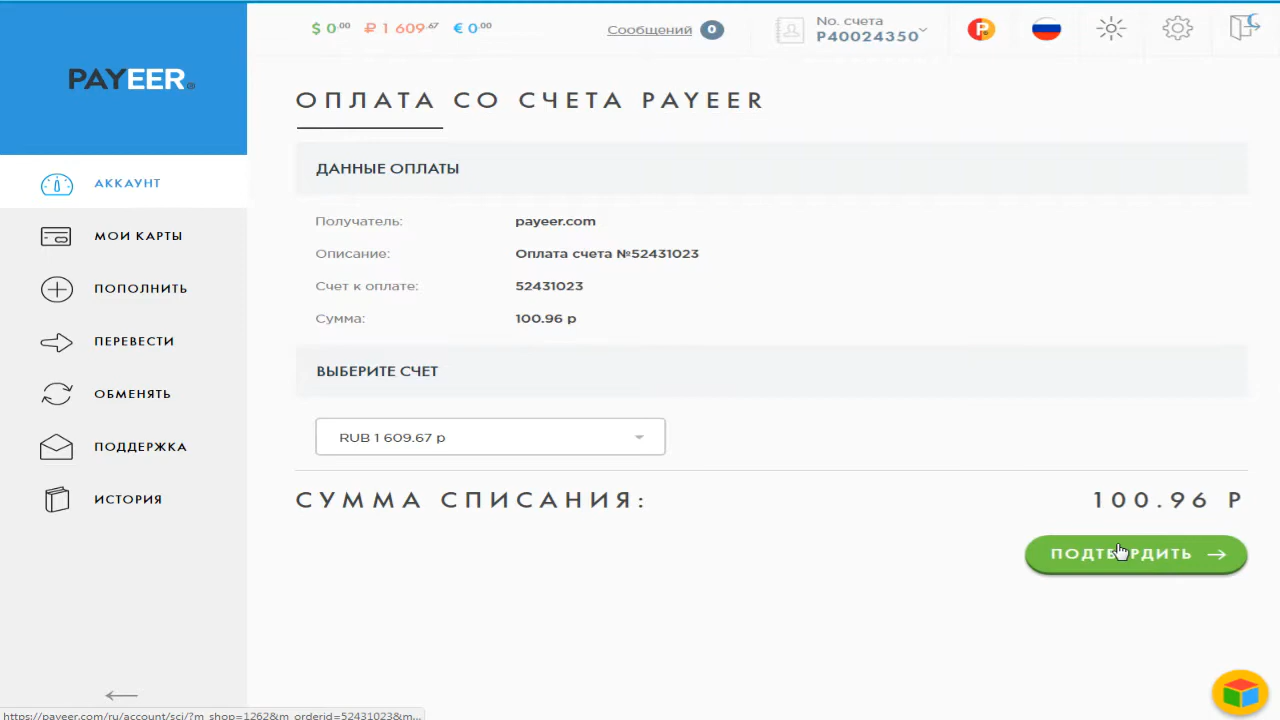 $ 0.00 ₽ 1 609.67 € 0.00
Сообщений 0
No. счета
P40024350
PAYEER®
ОПЛАТА СО СЧЕТА PAYEER
ДАННЫЕ ОПЛАТЫ
Получатель: payeer.com
Описание: Оплата счета №52431023
Счет к оплате: 52431023
Сумма: 100.96 р
ВЫБЕРИТЕ СЧЕТ
RUB 1 609.67 р
СУММА СПИСАНИЯ: 100.96 Р
ПОДТВЕРДИТЬ →
АККАУНТ
МОИ КАРТЫ
ПОПОЛНИТЬ
ПЕРЕВЕСТИ
ОБМЕНЯТЬ
ПОДДЕРЖКА
ИСТОРИЯ
https://payeer.com/ru/account/sci/?m_shop=1262&m_orderid=52431023&m...